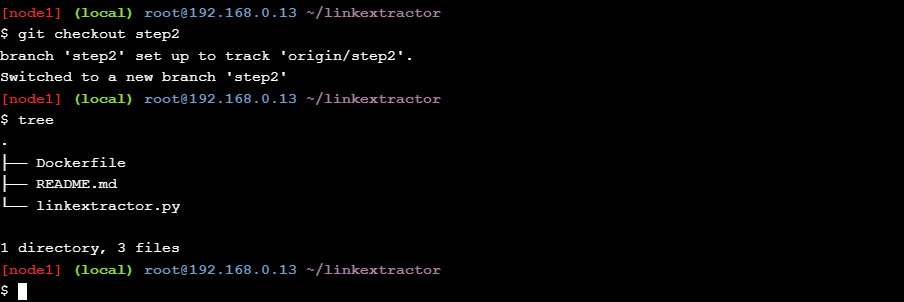 [node1] (local) root@192.168.0.13 ~/linkextractor
$ git checkout step2
branch 'step2' set up to track 'origin/step2'.
Switched to a new branch 'step2'
[node1] (local) root@192.168.0.13 ~/linkextractor
$ tree
.
├── Dockerfile
├── README.md
└── linkextractor.py

1 directory, 3 files
[node1] (local) root@192.168.0.13 ~/linkextractor
$